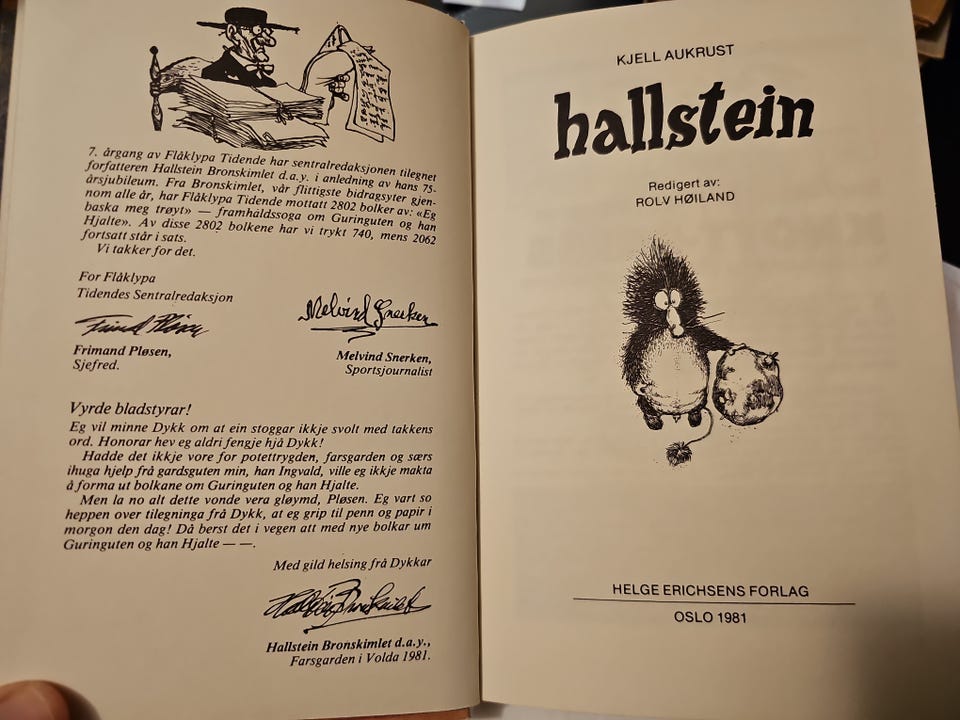 7. årgang av Flåklypa Tidende har sentralredaksjonen tilegnet
forfatteren Hallstein Bronskimlet d.a.y. i anledning av hans 75-
årsjubileum. Fra Bronskimlet, vår flittigste bidragsyter gjen-
nom alle år, har Flåklypa Tidende mottatt 2802 bolker av: «Eg
baska meg trøyt» — framháldssoga om Guringuten og han
Hjalte». Av disse 2802 bolkene har vi trykt 740, mens 2062
fortsatt står i sats.
Vi takker for det.
For Flåklypa
Tidendes Sentralredaksjon
Frimand Pløsen
Melvind Snerken
Frimand Pløsen,
Sjefred.
Melvind Snerken,
Sportsjournalist
Vyrde bladstyrar!
Eg vil minne Dykk om at ein stoggar ikkje svolt med takkens
ord. Honorar hev eg aldri fengje hjå Dykk!
Hadde det ikkje vore for potettrygden, farsgarden og særs
ihuga hjelp frå gardsguten min, han Ingvald, ville eg ikkje makta
å forma ut bolkane om Guringuten og han Hjalte.
Men la no alt dette vonde vera gløymd, Pløsen. Eg vart so
heppen over tilegninga frå Dykk, at eg grip til penn og papir i
morgon den dag! Då berst det i vegen att med nye bolkar um
Guringuten og han Hjalte — —.
Med gild helsing frå Dykkar
Hallstein Bronskimlet
Hallstein Bronskimlet d.a.y.,
Farsgarden i Volda 1981.
KJELL AUKRUST
hallstein
Redigert av:
ROLV HØILAND
HELGE ERICHSENS FORLAG
OSLO 1981